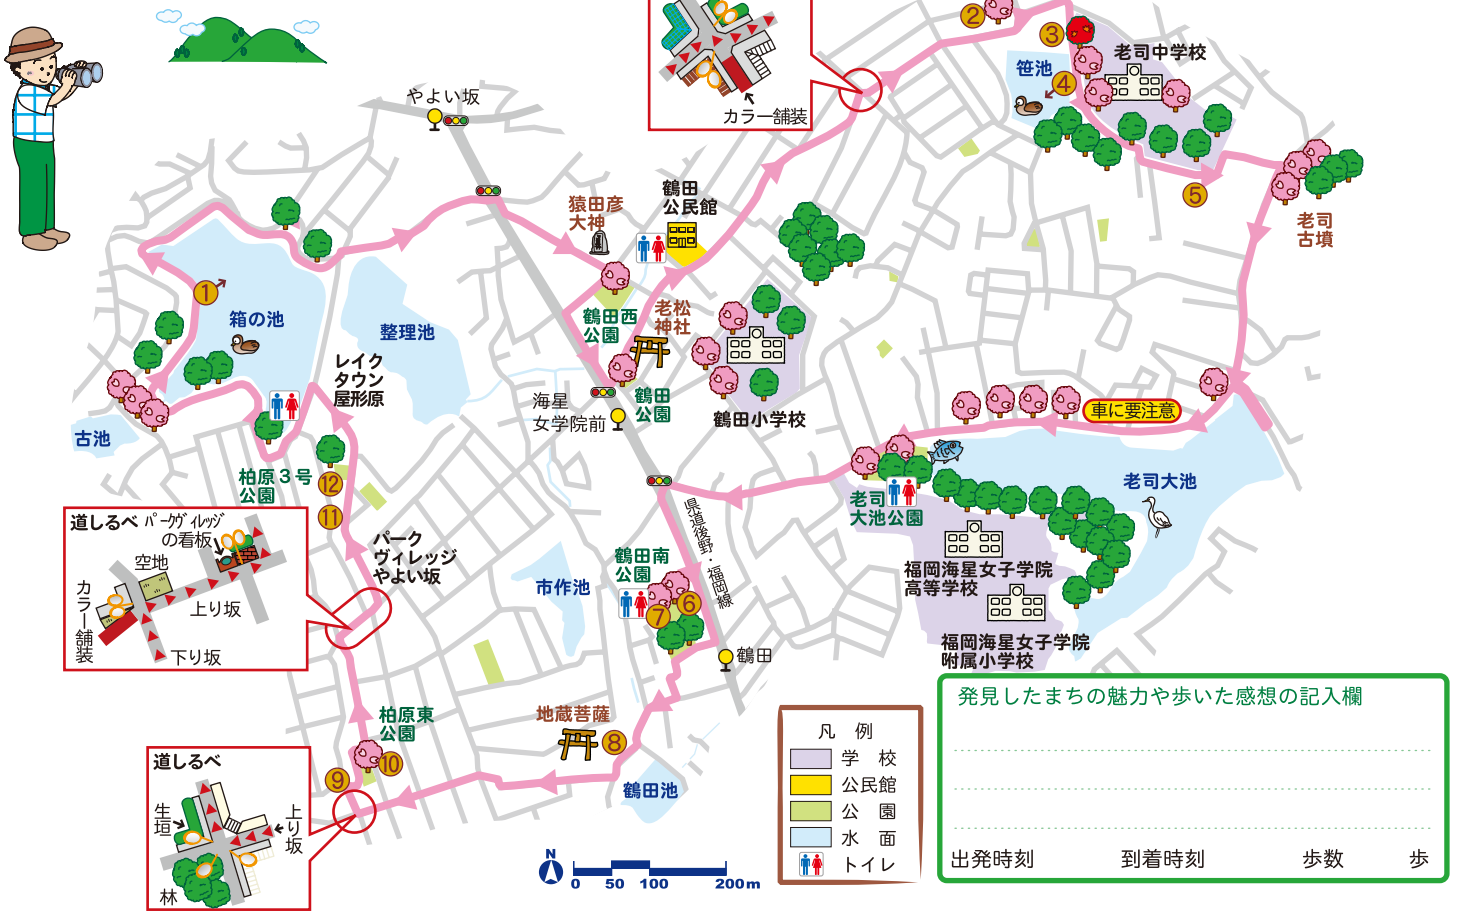 ②
③
老司中学校
笹池
④
カラー舗装
やよい坂
⑤
老司
古墳
猿田彦
大神
鶴田
公民館
①
箱の池
整理池
鶴田西
公園
老松
神社
レイク
タウン
屋形原
海星
女学院前
鶴田
公園
鶴田小学校
車に要注意
古池
柏原3号
公園
⑫
⑪
老司
大池公園
老司大池
県道後野・福岡線
道しるべ
パークヴィレッジ
の看板
空地
カラー舗装
上り坂
下り坂
パーク
ヴィレッジ
やよい坂
鶴田南
公園
市作池
⑥
⑦
福岡海星女子学院
高等学校
福岡海星女子学院
附属小学校
鶴田
柏原東
公園
地蔵菩薩
⑧
⑨
⑩
鶴田池
道しるべ
生垣
上り坂
林
凡例
学校
公民館
公園
水面
トイレ
N
0 50 100 200m
発見したまちの魅力や歩いた感想の記入欄
出発時刻 到着時刻 歩数 歩